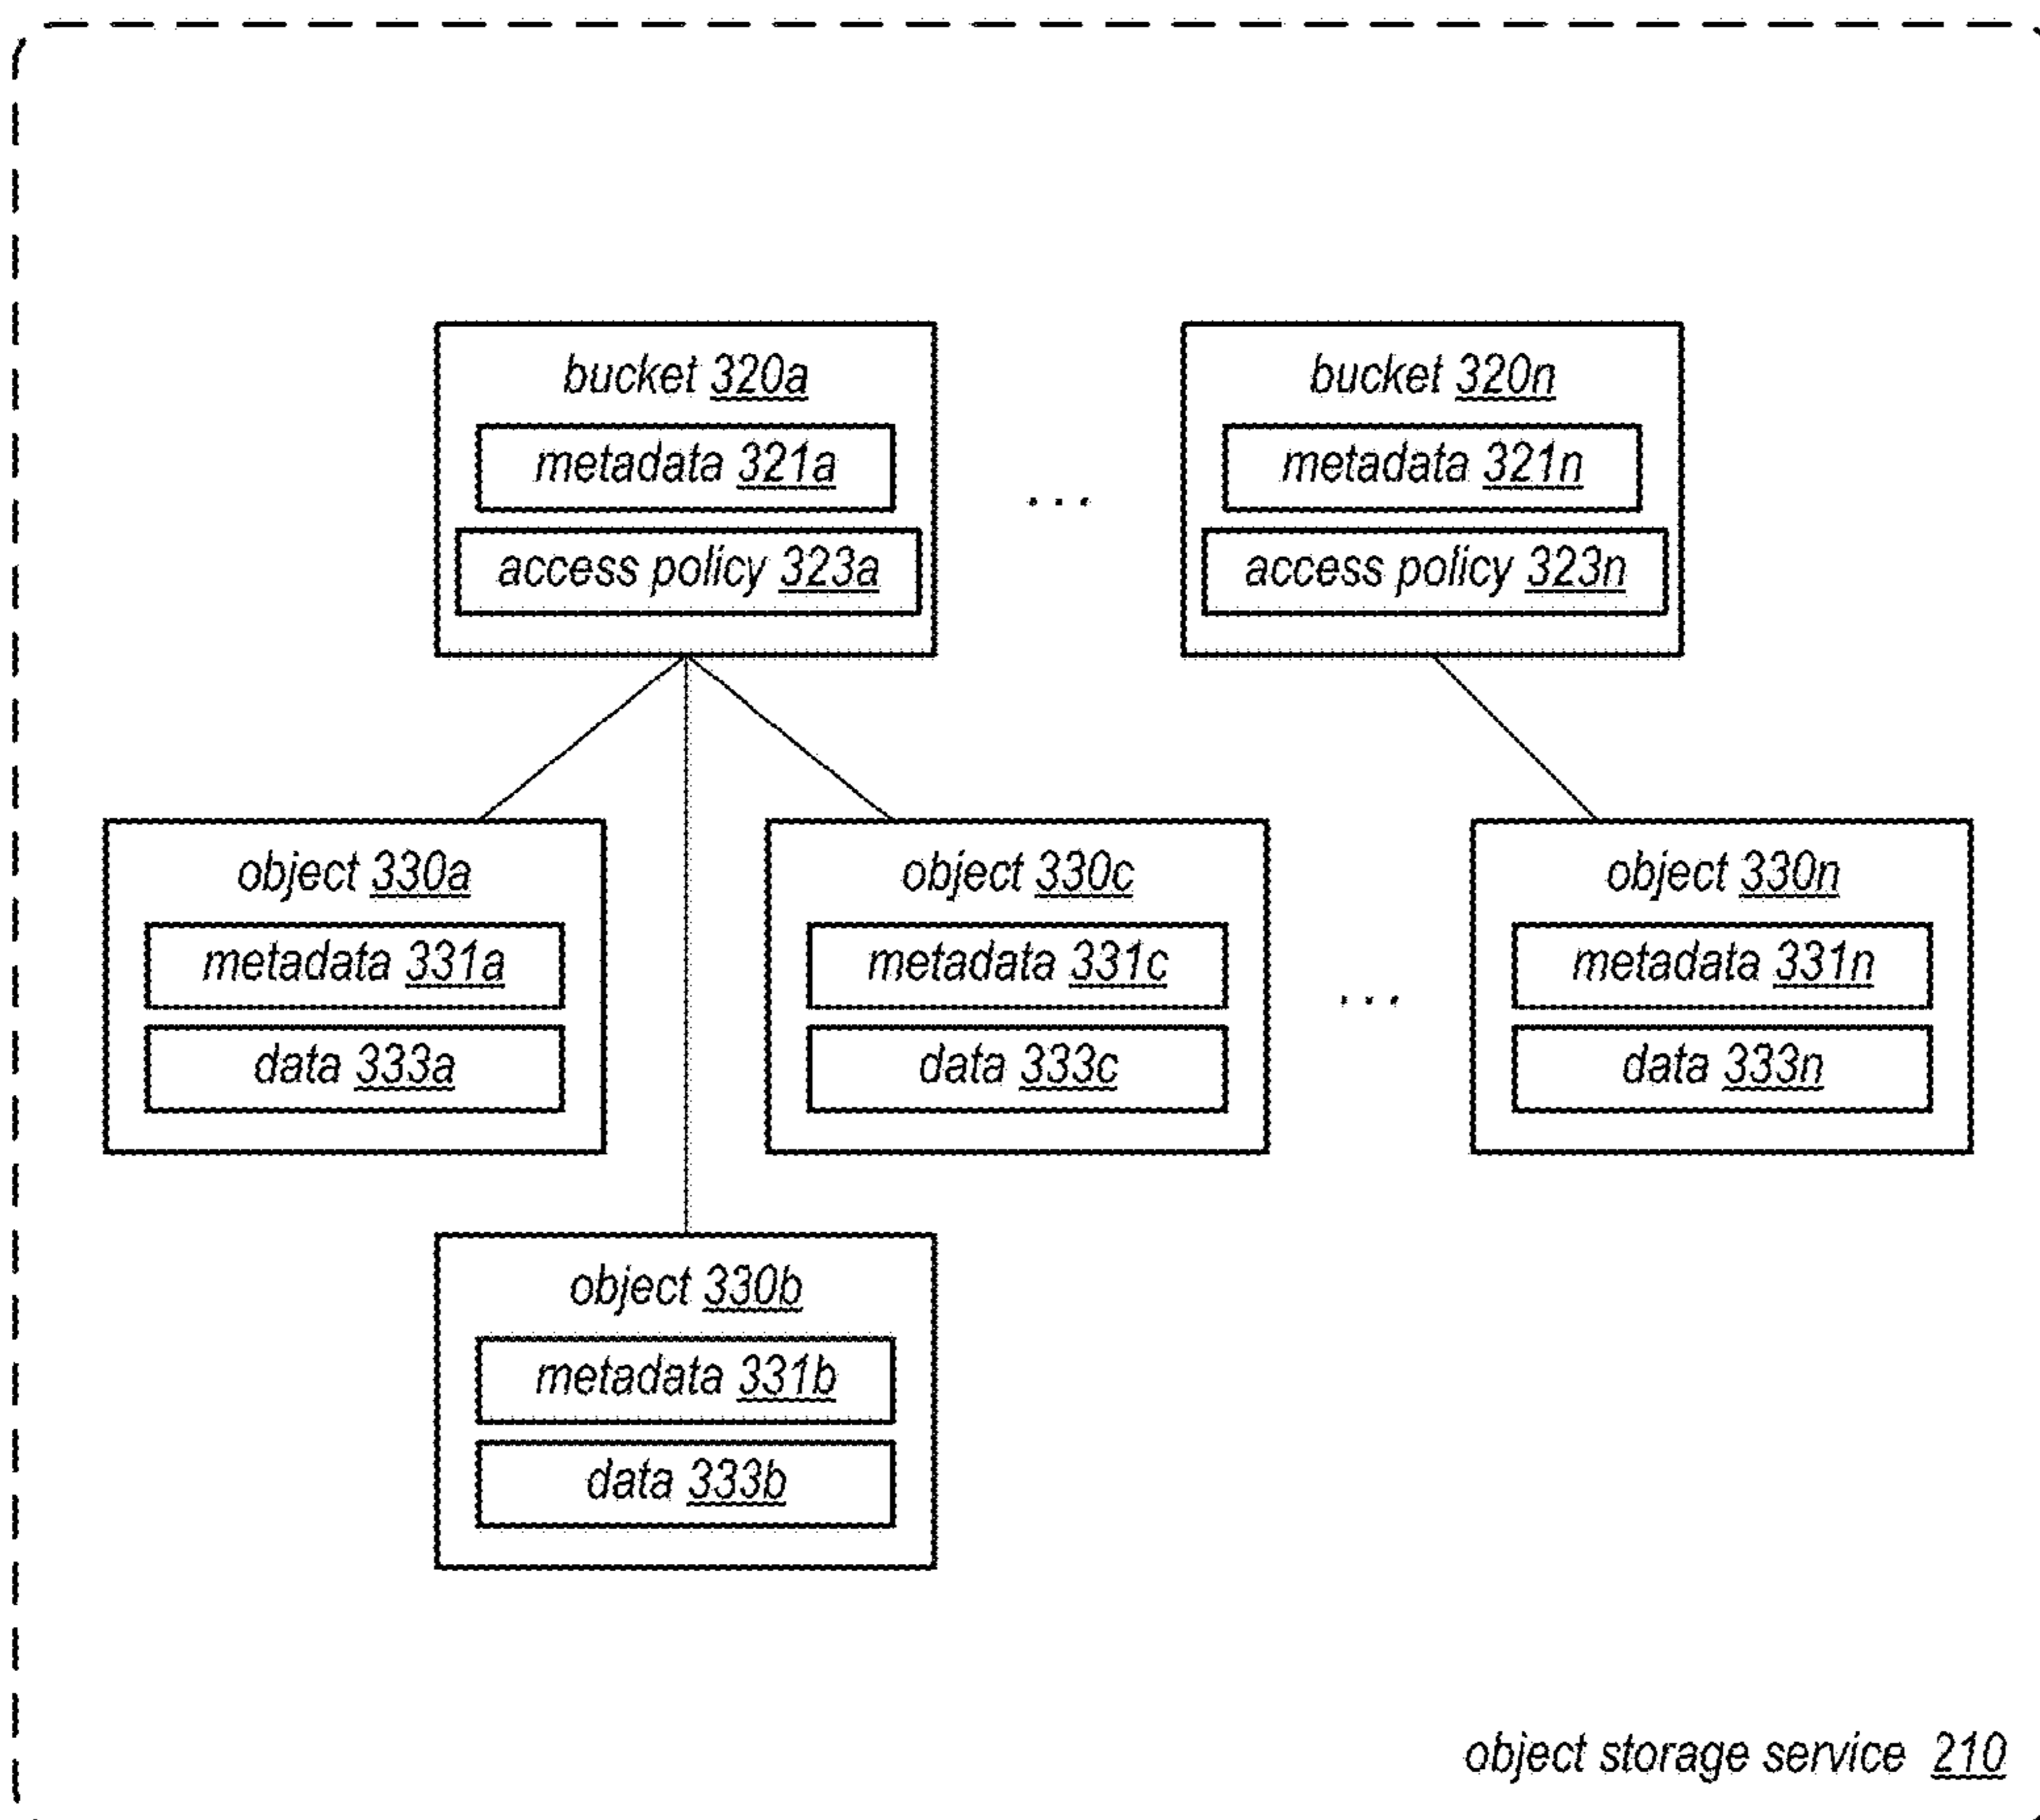 bucket 320a
metadata 321a
access policy 323a
...
bucket 320n
metadata 321n
access policy 323n
object 330a
metadata 331a
data 333a
object 330c
metadata 331c
data 333c
...
object 330n
metadata 331n
data 333n
object 330b
metadata 331b
data 333b
object storage service 210